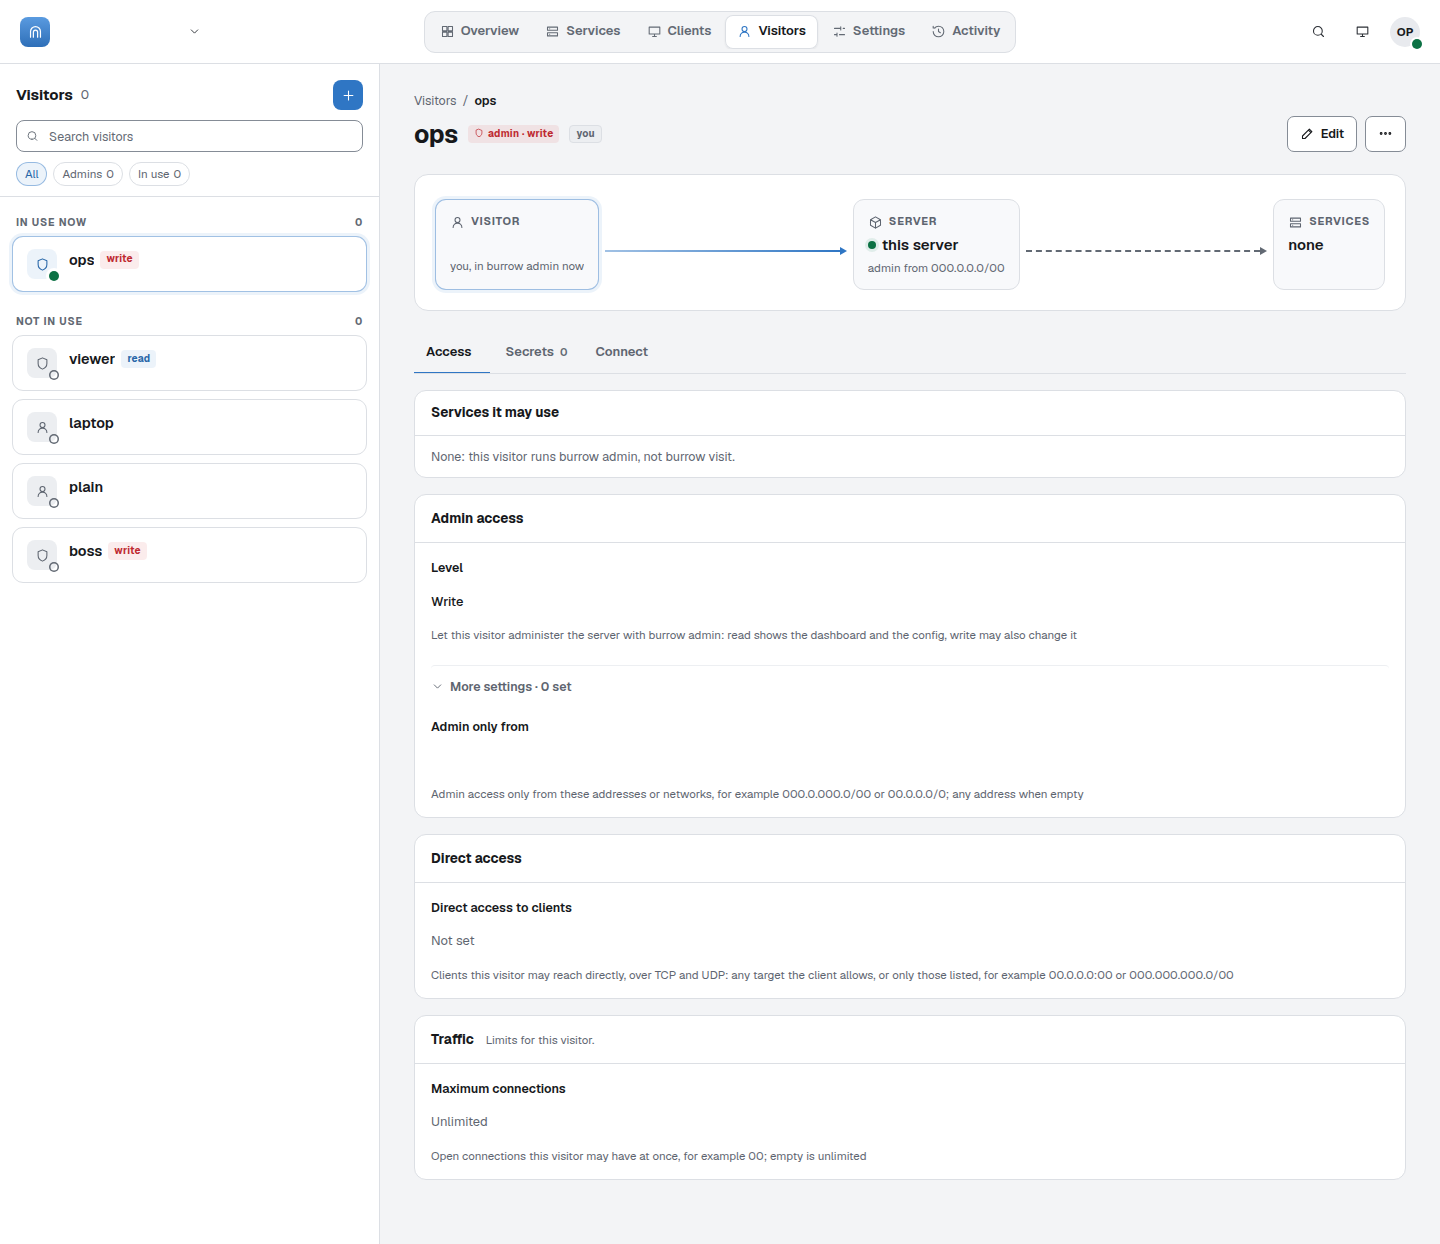 Overview Services Clients Visitors Settings Activity OP
Visitors 0
Search visitors
All Admins 0 In use 0
IN USE NOW 0
ops write
NOT IN USE 0
viewer read
laptop
plain
boss write
Visitors / ops
ops admin · write you Edit
VISITOR
you, in burrow admin now
SERVER
this server
admin from 000.0.0.0/00
SERVICES
none
Access Secrets 0 Connect
Services it may use
None: this visitor runs burrow admin, not burrow visit.
Admin access
Level
Write
Let this visitor administer the server with burrow admin: read shows the dashboard and the config, write may also change it
More settings · 0 set
Admin only from
Admin access only from these addresses or networks, for example 000.0.000.0/00 or 00.0.0.0/0; any address when empty
Direct access
Direct access to clients
Not set
Clients this visitor may reach directly, over TCP and UDP: any target the client allows, or only those listed, for example 00.0.0.0:00 or 000.000.000.0/00
Traffic Limits for this visitor.
Maximum connections
Unlimited
Open connections this visitor may have at once, for example 00; empty is unlimited